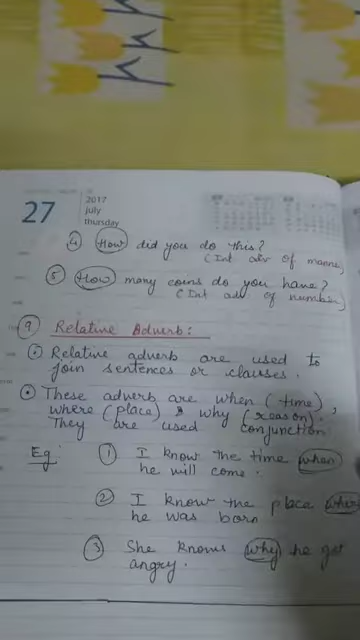 27
2017
july
thursday
④ How did you do this?
(Int adv of manner)
⑤ How many coins do you have?
(Int adv of number)
⑨ Relative Adverb:
Relative adverb are used to
join sentences or clauses.
These adverb are when (time),
where (place) & why (reason).
They are used conjunction
Eg: ① I know the time when
he will come.
② I know the place
he was born
③ She knows why he got
angry.